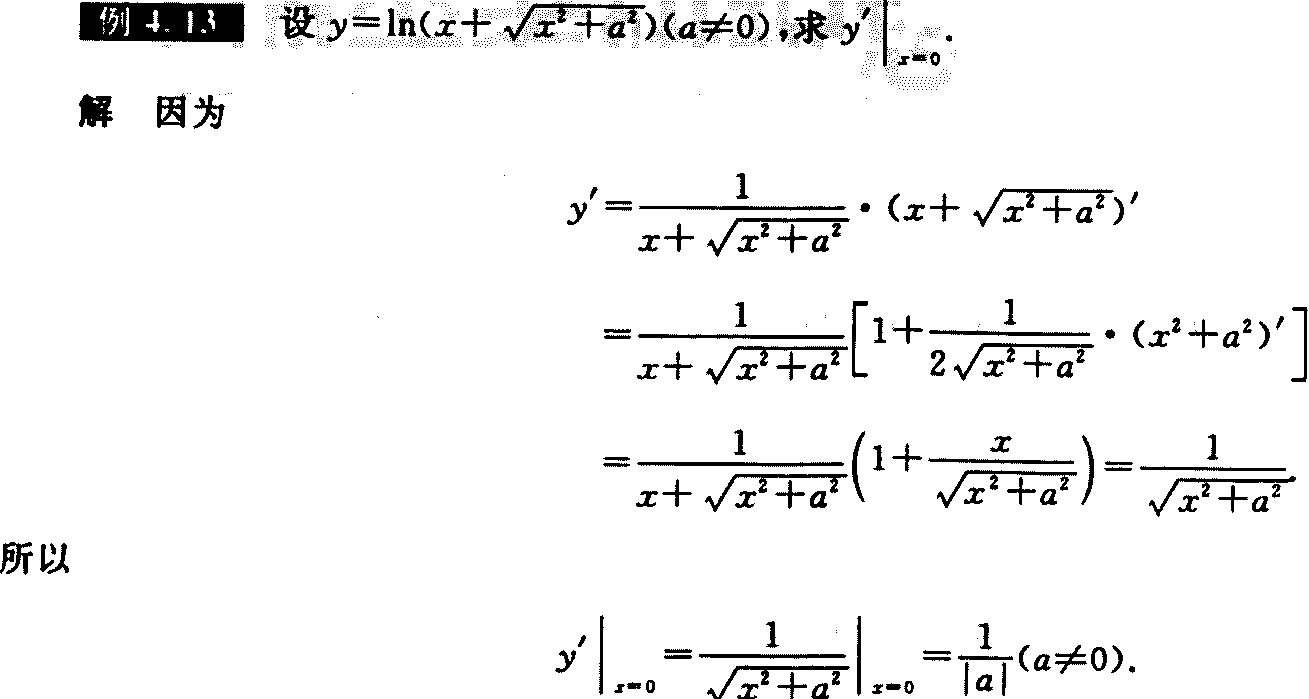 例 4.13 设 y=ln(x+√(x²+a²))(a≠0),求 y′|ₓ₌₀.
解 因为
y′=1/(x+√(x²+a²))·(x+√(x²+a²))′
=1/(x+√(x²+a²))[1+1/(2√(x²+a²))·(x²+a²)′]
=1/(x+√(x²+a²))(1+x/√(x²+a²))=1/√(x²+a²).
所以
y′|ₓ₌₀=1/√(x²+a²)|ₓ₌₀=1/|a|(a≠0).